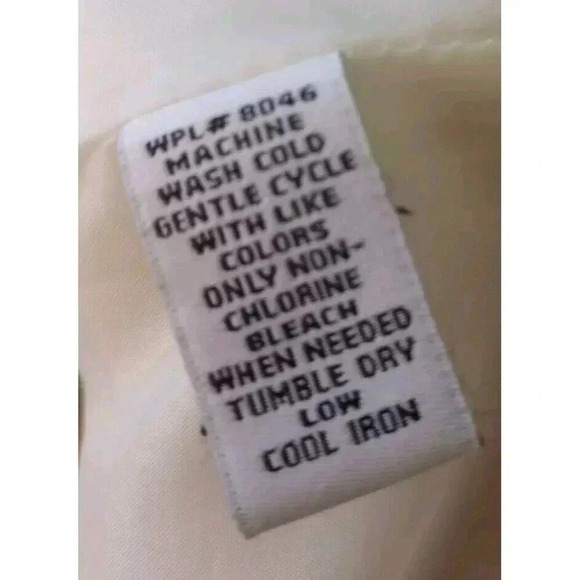 WPL# 8046
MACHINE
WASH COLD
GENTLE CYCLE
WITH LIKE
COLORS
ONLY NON-
CHLORINE
BLEACH
WHEN NEEDED
TUMBLE DRY
LOW
COOL IRON